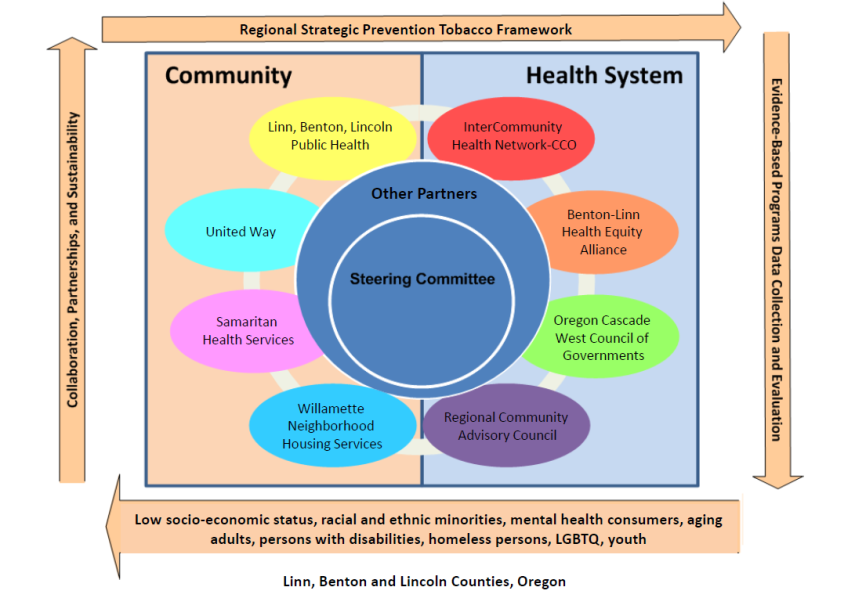 Regional Strategic Prevention Tobacco Framework
Collaboration, Partnerships, and Sustainability
Community
Health System
Linn, Benton, Lincoln
Public Health
InterCommunity
Health Network-CCO
Other Partners
United Way
Benton-Linn
Health Equity
Alliance
Steering Committee
Samaritan
Health Services
Oregon Cascade
West Council of
Governments
Willamette
Neighborhood
Housing Services
Regional Community
Advisory Council
Evidence-Based Programs Data Collection and Evaluation
Low socio-economic status, racial and ethnic minorities, mental health consumers, aging
adults, persons with disabilities, homeless persons, LGBTQ, youth
Linn, Benton and Lincoln Counties, Oregon